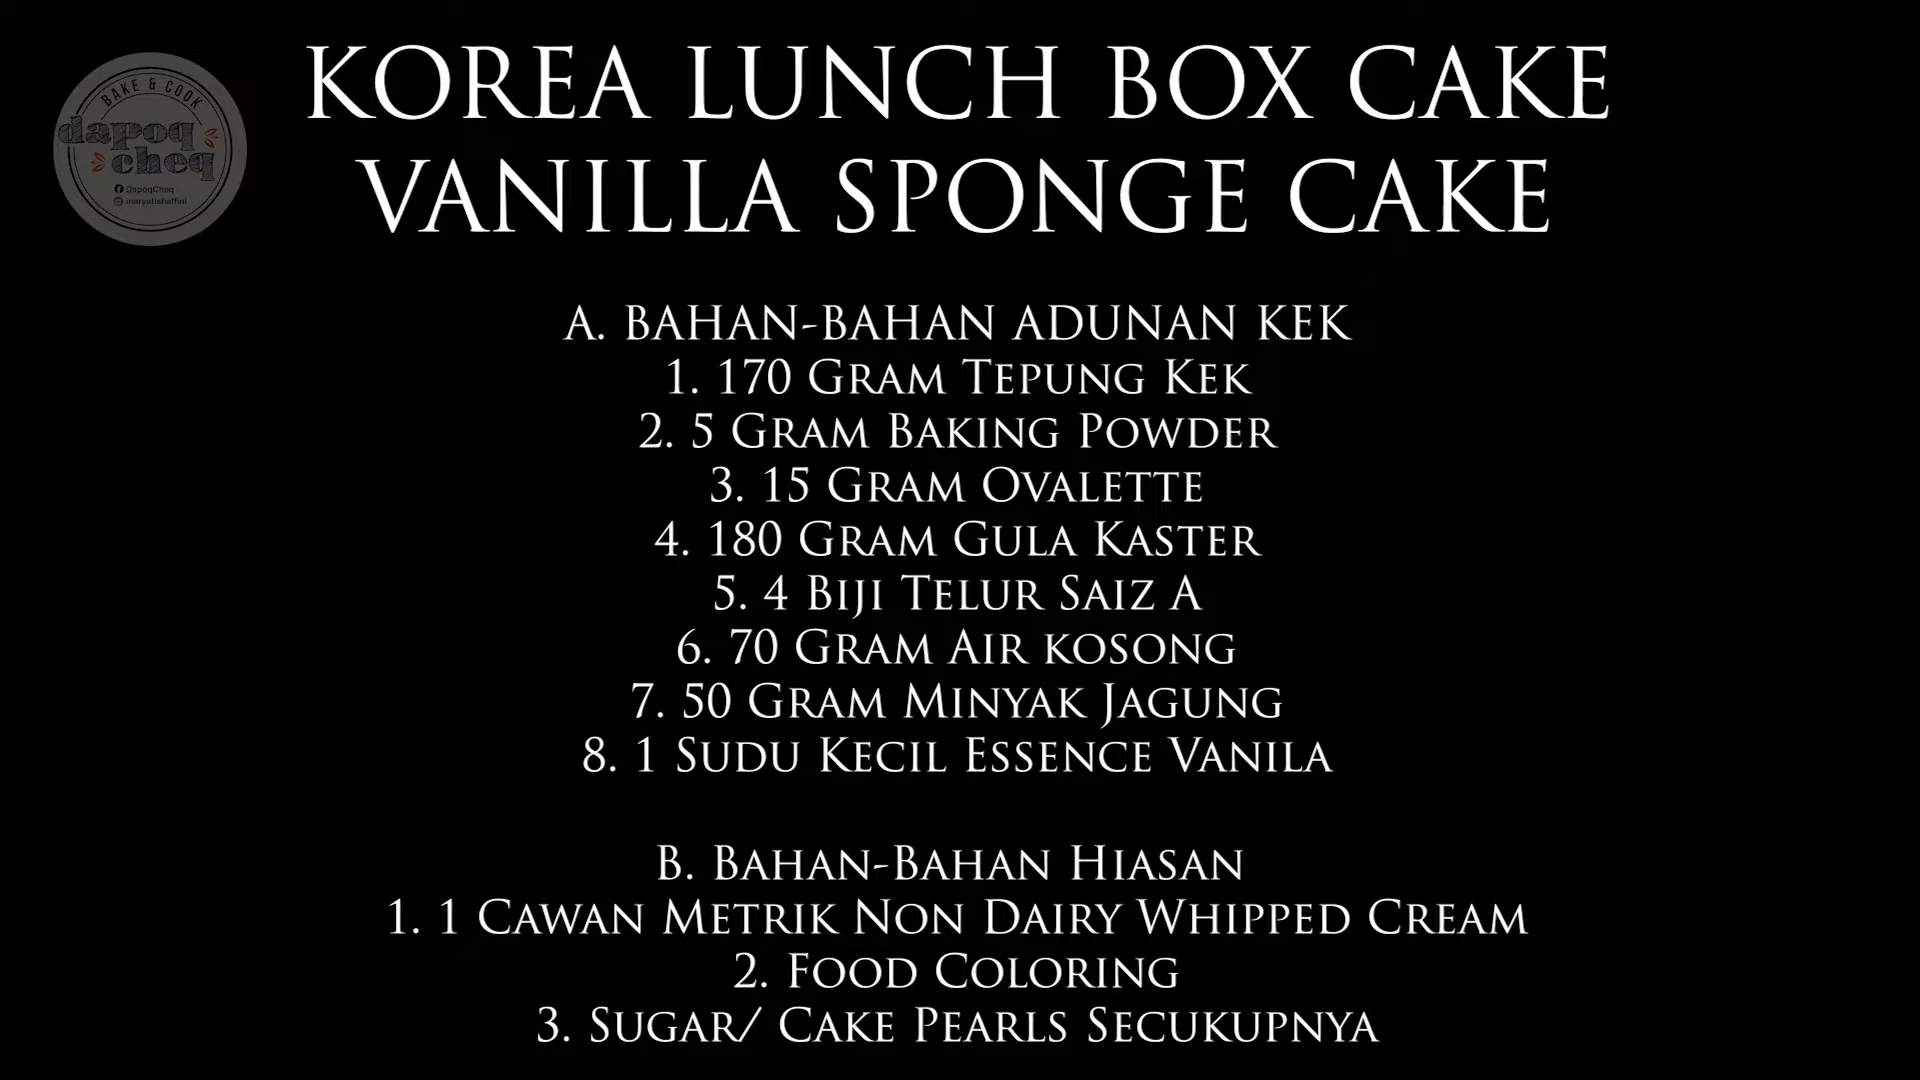 KOREA LUNCH BOX CAKE
VANILLA SPONGE CAKE
BAKE & COOK
dapoq
cheq
DapoqCheq
maryatishaffini
A. BAHAN-BAHAN ADUNAN KEK
1. 170 GRAM TEPUNG KEK
2. 5 GRAM BAKING POWDER
3. 15 GRAM OVALETTE
4. 180 GRAM GULA KASTER
5. 4 BIJI TELUR SAIZ A
6. 70 GRAM AIR KOSONG
7. 50 GRAM MINYAK JAGUNG
8. 1 SUDU KECIL ESSENCE VANILA
B. BAHAN-BAHAN HIASAN
1. 1 CAWAN METRIK NON DAIRY WHIPPED CREAM
2. FOOD COLORING
3. SUGAR/ CAKE PEARLS SECUKUPNYA